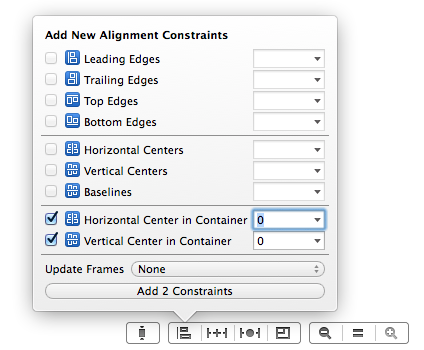 Add New Alignment Constraints
Leading Edges
Trailing Edges
Top Edges
Bottom Edges
Horizontal Centers
Vertical Centers
Baselines
Horizontal Center in Container 0
Vertical Center in Container 0
Update Frames None
Add 2 Constraints